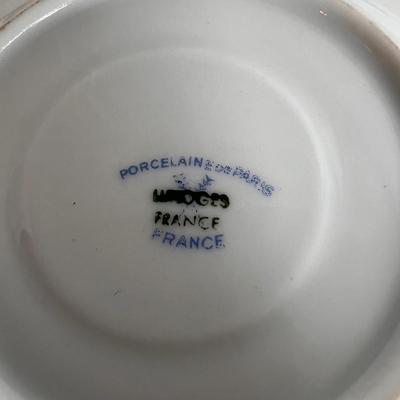 PORCELAINE DE PARIS
LIMOGES
FRANCE
FRANCE